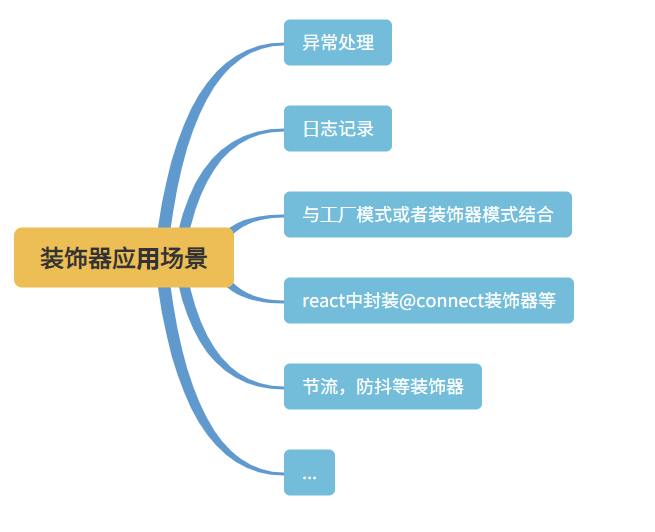 异常处理
日志记录
与工厂模式或者装饰器模式结合
装饰器应用场景
react中封装@connect装饰器等
节流，防抖等装饰器
...